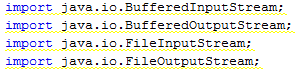 import java.io.BufferedInputStream;
import java.io.BufferedOutputStream;
import java.io.FileInputStream;
import java.io.FileOutputStream;